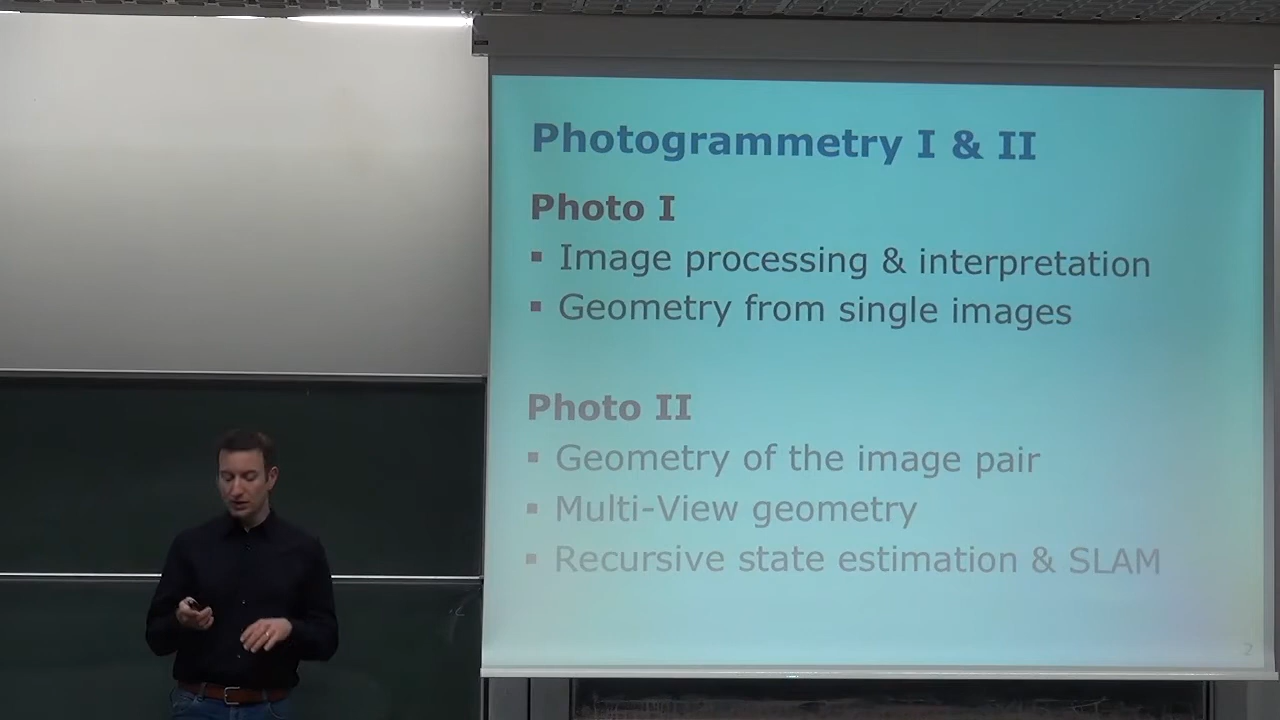 Photogrammetry I & II
Photo I
▪ Image processing & interpretation
▪ Geometry from single images
Photo II
▪ Geometry of the image pair
▪ Multi-View geometry
▪ Recursive state estimation & SLAM
2